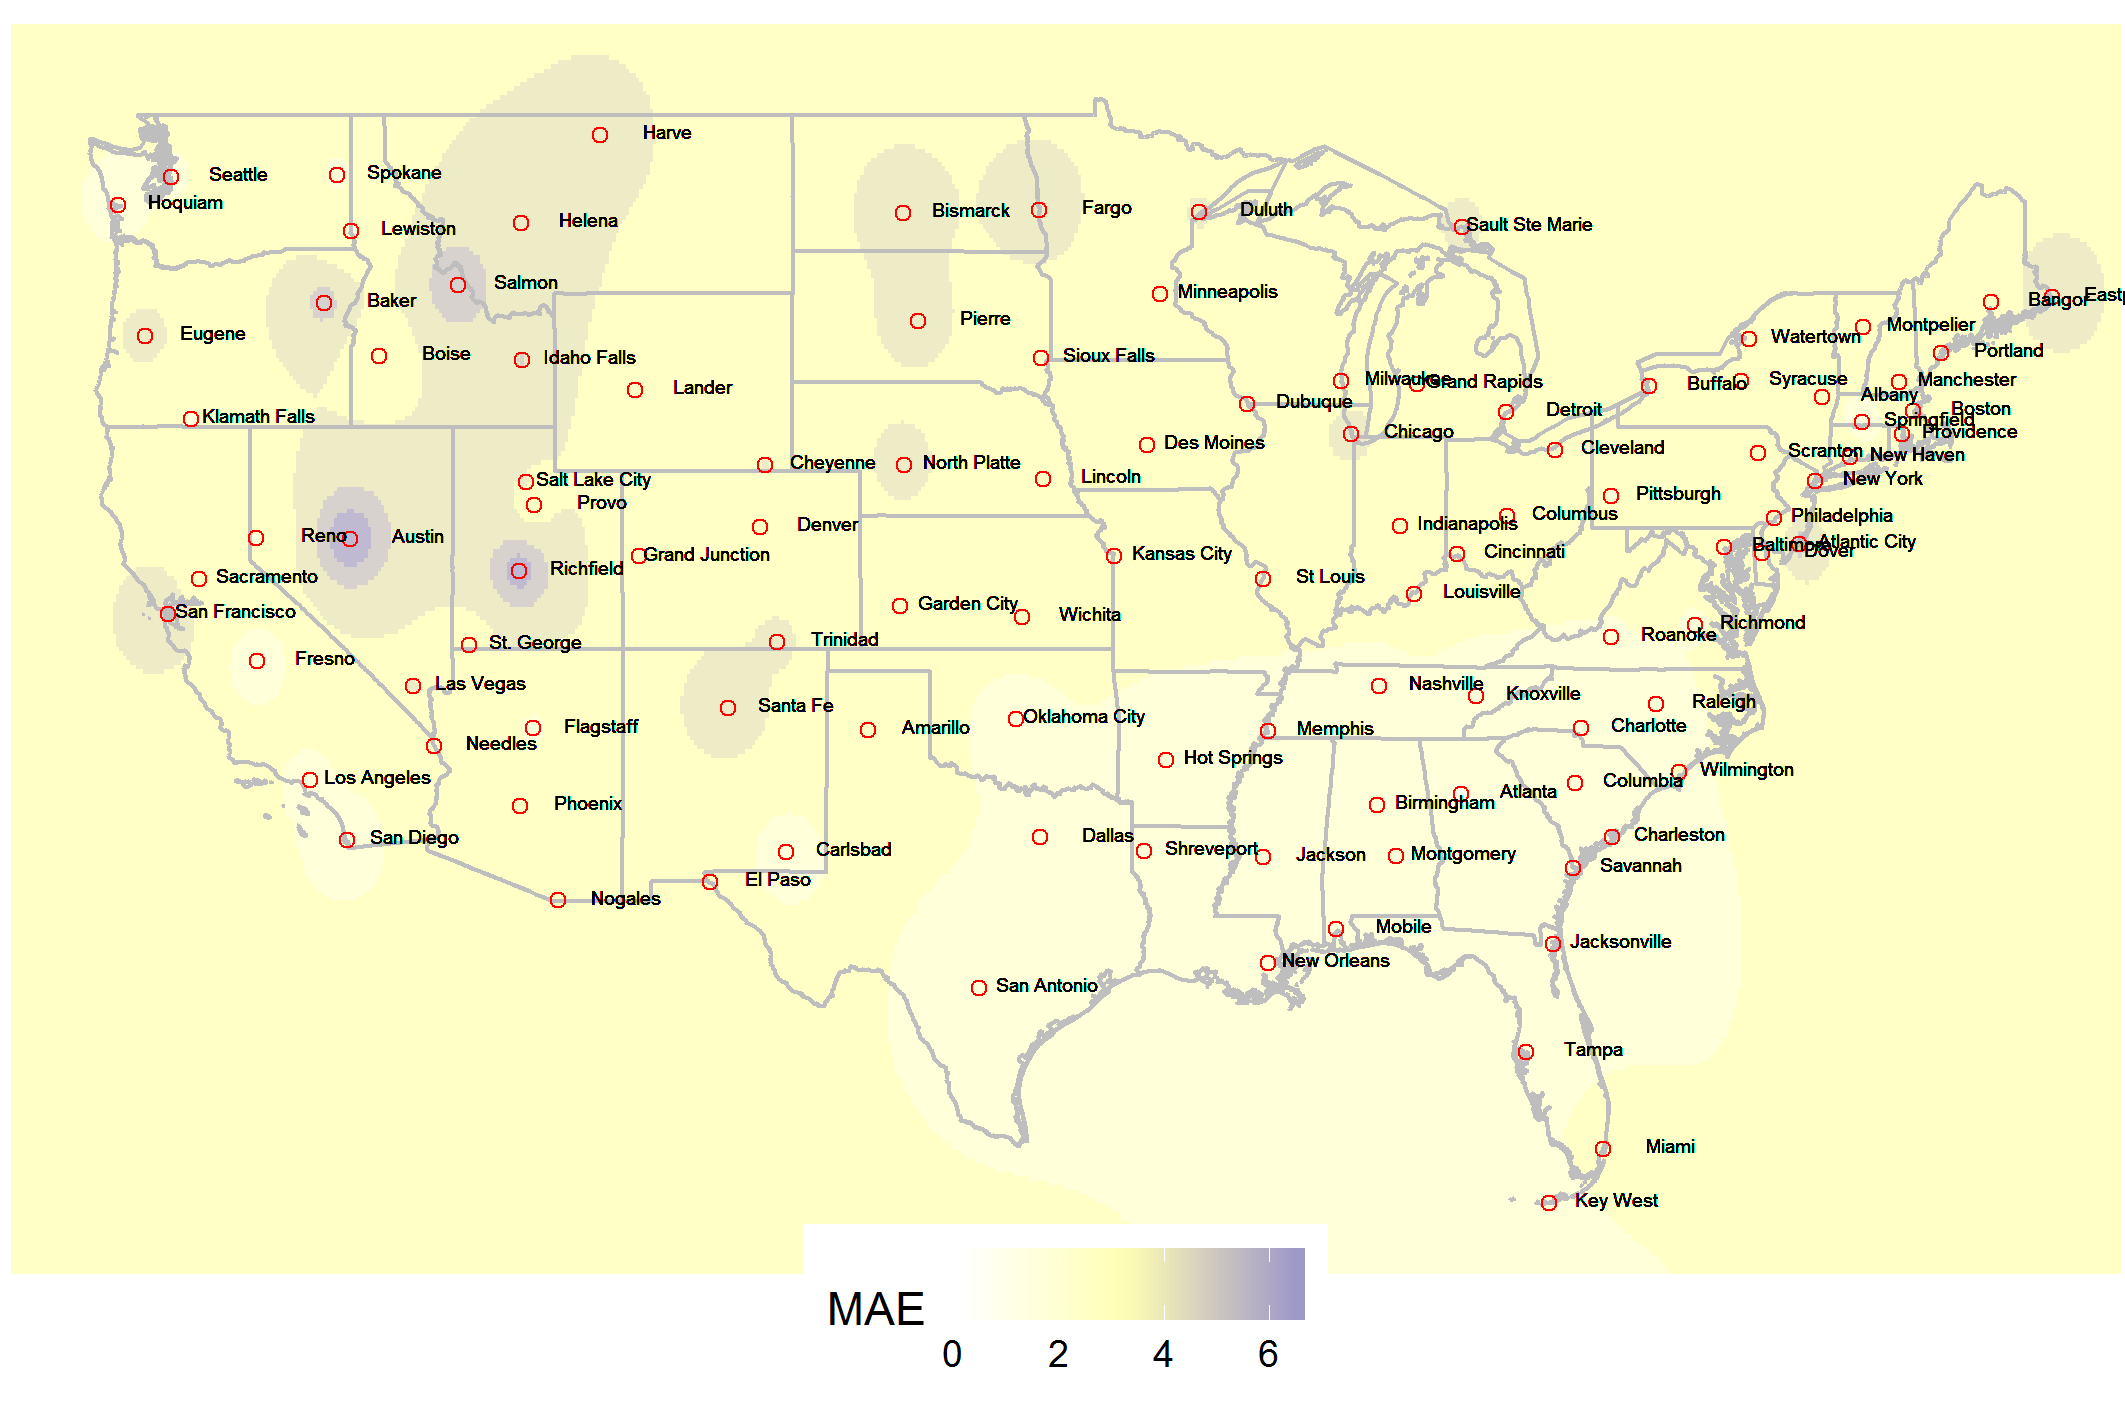 Harve
Seattle
Spokane
Hoquiam
Helena
Bismarck
Fargo
Duluth
Sault Ste Marie
Lewiston
Salmon
Baker
Minneapolis
Bangor
Eugene
Pierre
Watertown
Montpelier
Boise
Idaho Falls
Sioux Falls
Portland
Lander
Milwaukee
Grand Rapids
Buffalo
Syracuse
Manchester
Albany
Klamath Falls
Dubuque
Detroit
Boston
Springfield
Chicago
Providence
Des Moines
Cleveland
Scranton
New Haven
Cheyenne
North Platte
Salt Lake City
Lincoln
New York
Provo
Pittsburgh
Denver
Indianapolis
Columbus
Philadelphia
Reno
Austin
Baltimore
Atlantic City
Dover
Grand Junction
Kansas City
Cincinnati
Richfield
Sacramento
St Louis
San Francisco
Garden City
Wichita
Louisville
Richmond
St. George
Trinidad
Roanoke
Fresno
Las Vegas
Nashville
Knoxville
Santa Fe
Oklahoma City
Raleigh
Flagstaff
Amarillo
Memphis
Charlotte
Needles
Hot Springs
Los Angeles
Wilmington
Phoenix
Birmingham
Atlanta
Columbia
San Diego
Carlsbad
Dallas
Shreveport
Jackson
Montgomery
Charleston
El Paso
Savannah
Nogales
Mobile
Jacksonville
New Orleans
San Antonio
Tampa
Miami
Key West
MAE
0 2 4 6